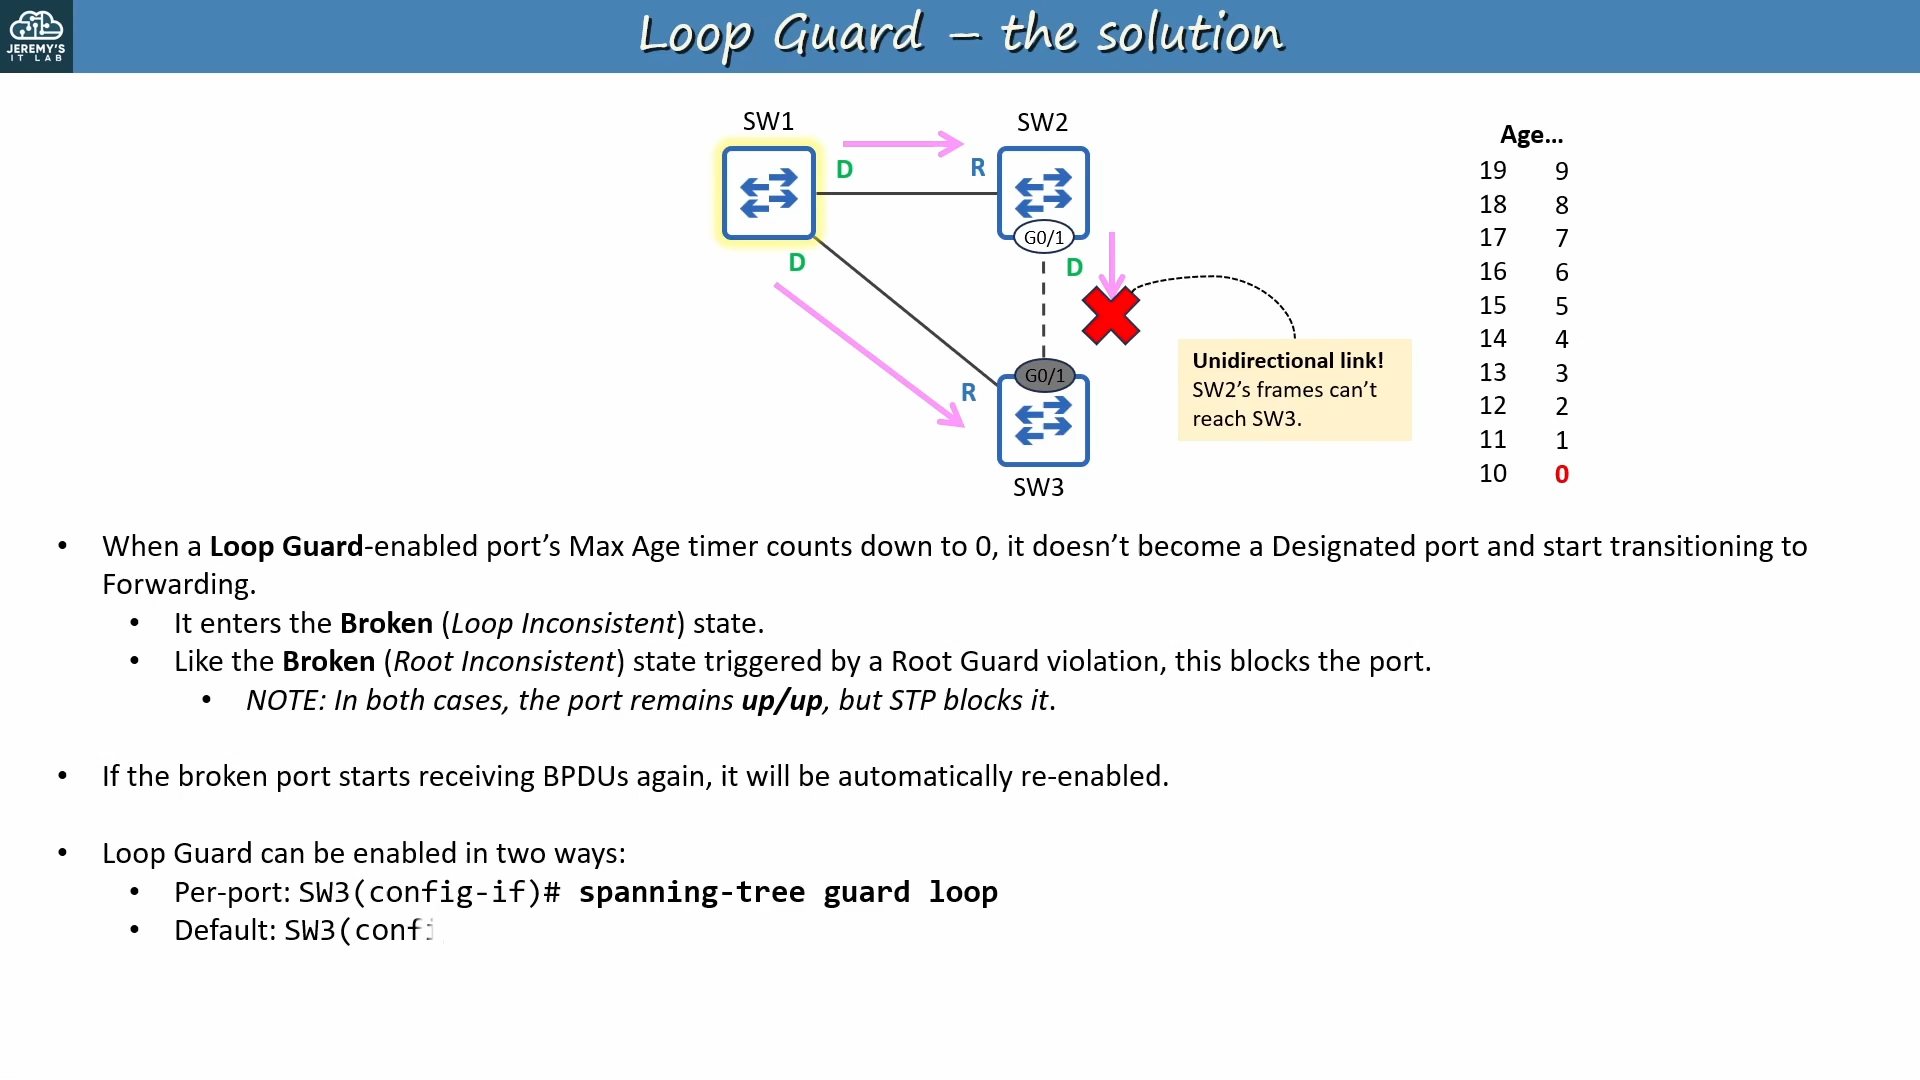 JEREMY'S
IT LAB
Loop Guard – the solution
SW1
SW2
D
R
G0/1
D
D
R
G0/1
SW3
Unidirectional link!
SW2's frames can't
reach SW3.
Age...
19 9
18 8
17 7
16 6
15 5
14 4
13 3
12 2
11 1
10 0
• When a Loop Guard-enabled port's Max Age timer counts down to 0, it doesn't become a Designated port and start transitioning to
Forwarding.
• It enters the Broken (Loop Inconsistent) state.
• Like the Broken (Root Inconsistent) state triggered by a Root Guard violation, this blocks the port.
• NOTE: In both cases, the port remains up/up, but STP blocks it.
• If the broken port starts receiving BPDUs again, it will be automatically re-enabled.
• Loop Guard can be enabled in two ways:
• Per-port: SW3(config-if)# spanning-tree guard loop
• Default: SW3(confi